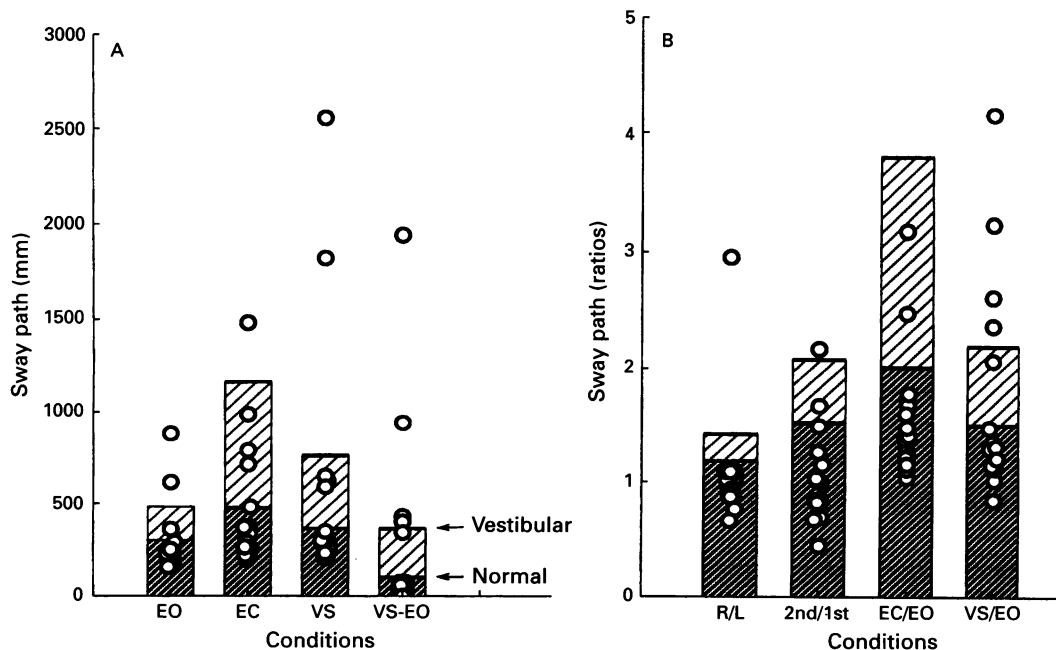 A
3000
2500
2000
1500
1000
500
0
Sway path (mm)
EO EC VS VS-EO
Conditions
Vestibular
Normal
B
5
4
3
2
1
0
Sway path (ratios)
R/L 2nd/1st EC/EO VS/EO
Conditions